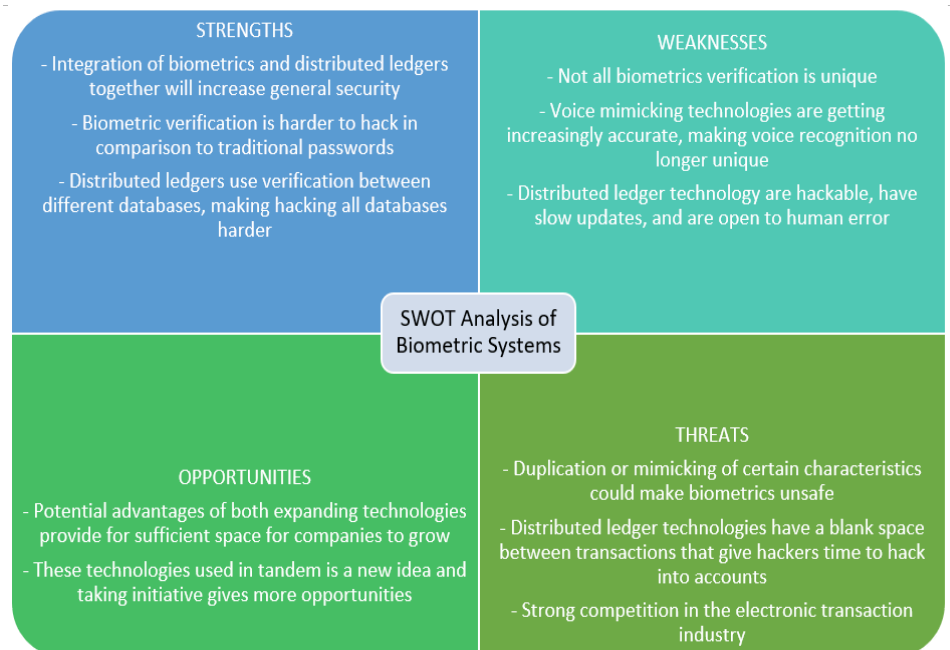 STRENGTHS
- Integration of biometrics and distributed ledgers
together will increase general security
- Biometric verification is harder to hack in
comparison to traditional passwords
- Distributed ledgers use verification between
different databases, making hacking all databases
harder
WEAKNESSES
- Not all biometrics verification is unique
- Voice mimicking technologies are getting
increasingly accurate, making voice recognition no
longer unique
- Distributed ledger technology are hackable, have
slow updates, and are open to human error
SWOT Analysis of
Biometric Systems
OPPORTUNITIES
- Potential advantages of both expanding technologies
provide for sufficient space for companies to grow
- These technologies used in tandem is a new idea and
taking initiative gives more opportunities
THREATS
- Duplication or mimicking of certain characteristics
could make biometrics unsafe
- Distributed ledger technologies have a blank space
between transactions that give hackers time to hack
into accounts
- Strong competition in the electronic transaction
industry